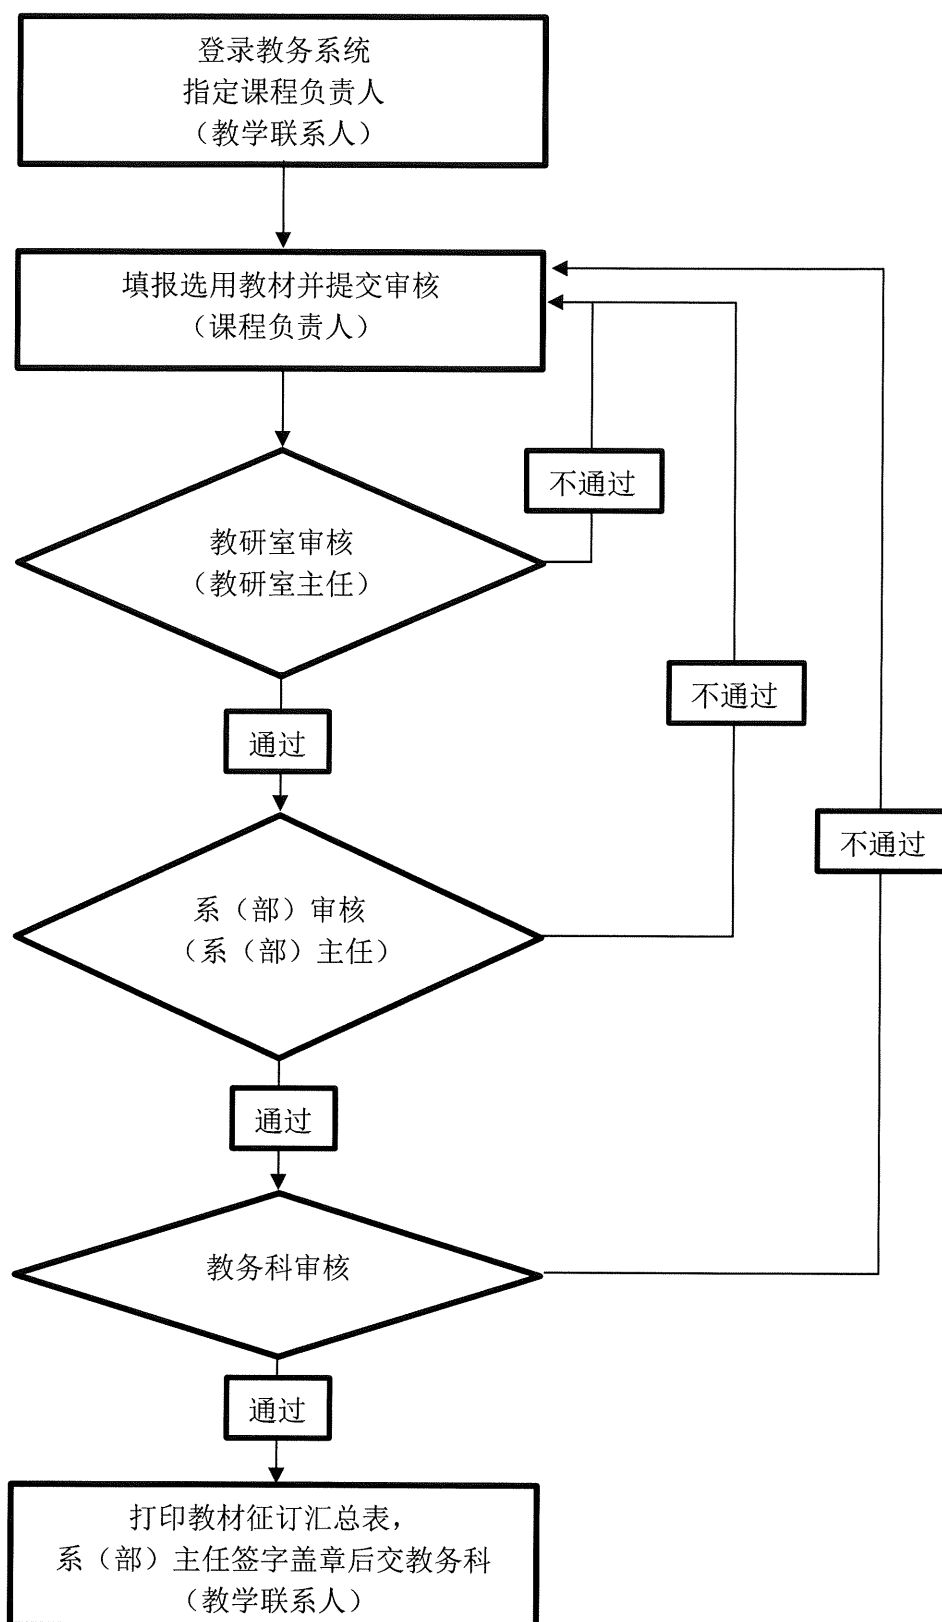 登录教务系统
指定课程负责人
（教学联系人）
填报选用教材并提交审核
（课程负责人）
不通过
教研室审核
（教研室主任）
不通过
通过
不通过
系（部）审核
（系（部）主任）
通过
教务科审核
通过
打印教材征订汇总表，
系（部）主任签字盖章后交教务科
（教学联系人）